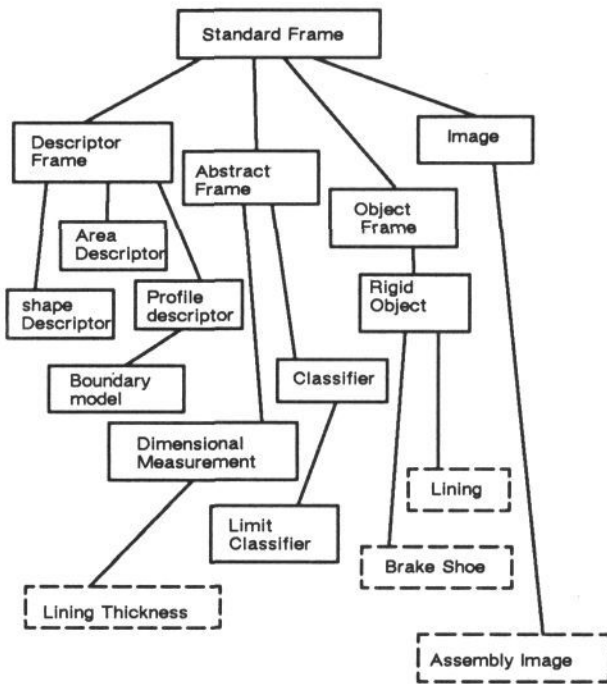 Standard Frame
Descriptor
Frame
Abstract
Frame
Object
Frame
Image
Area
Descriptor
shape
Descriptor
Profile
descriptor
Rigid
Object
Boundary
model
Classifier
Dimensional
Measurement
Limit
Classifier
Lining
Brake Shoe
Lining Thickness
Assembly Image